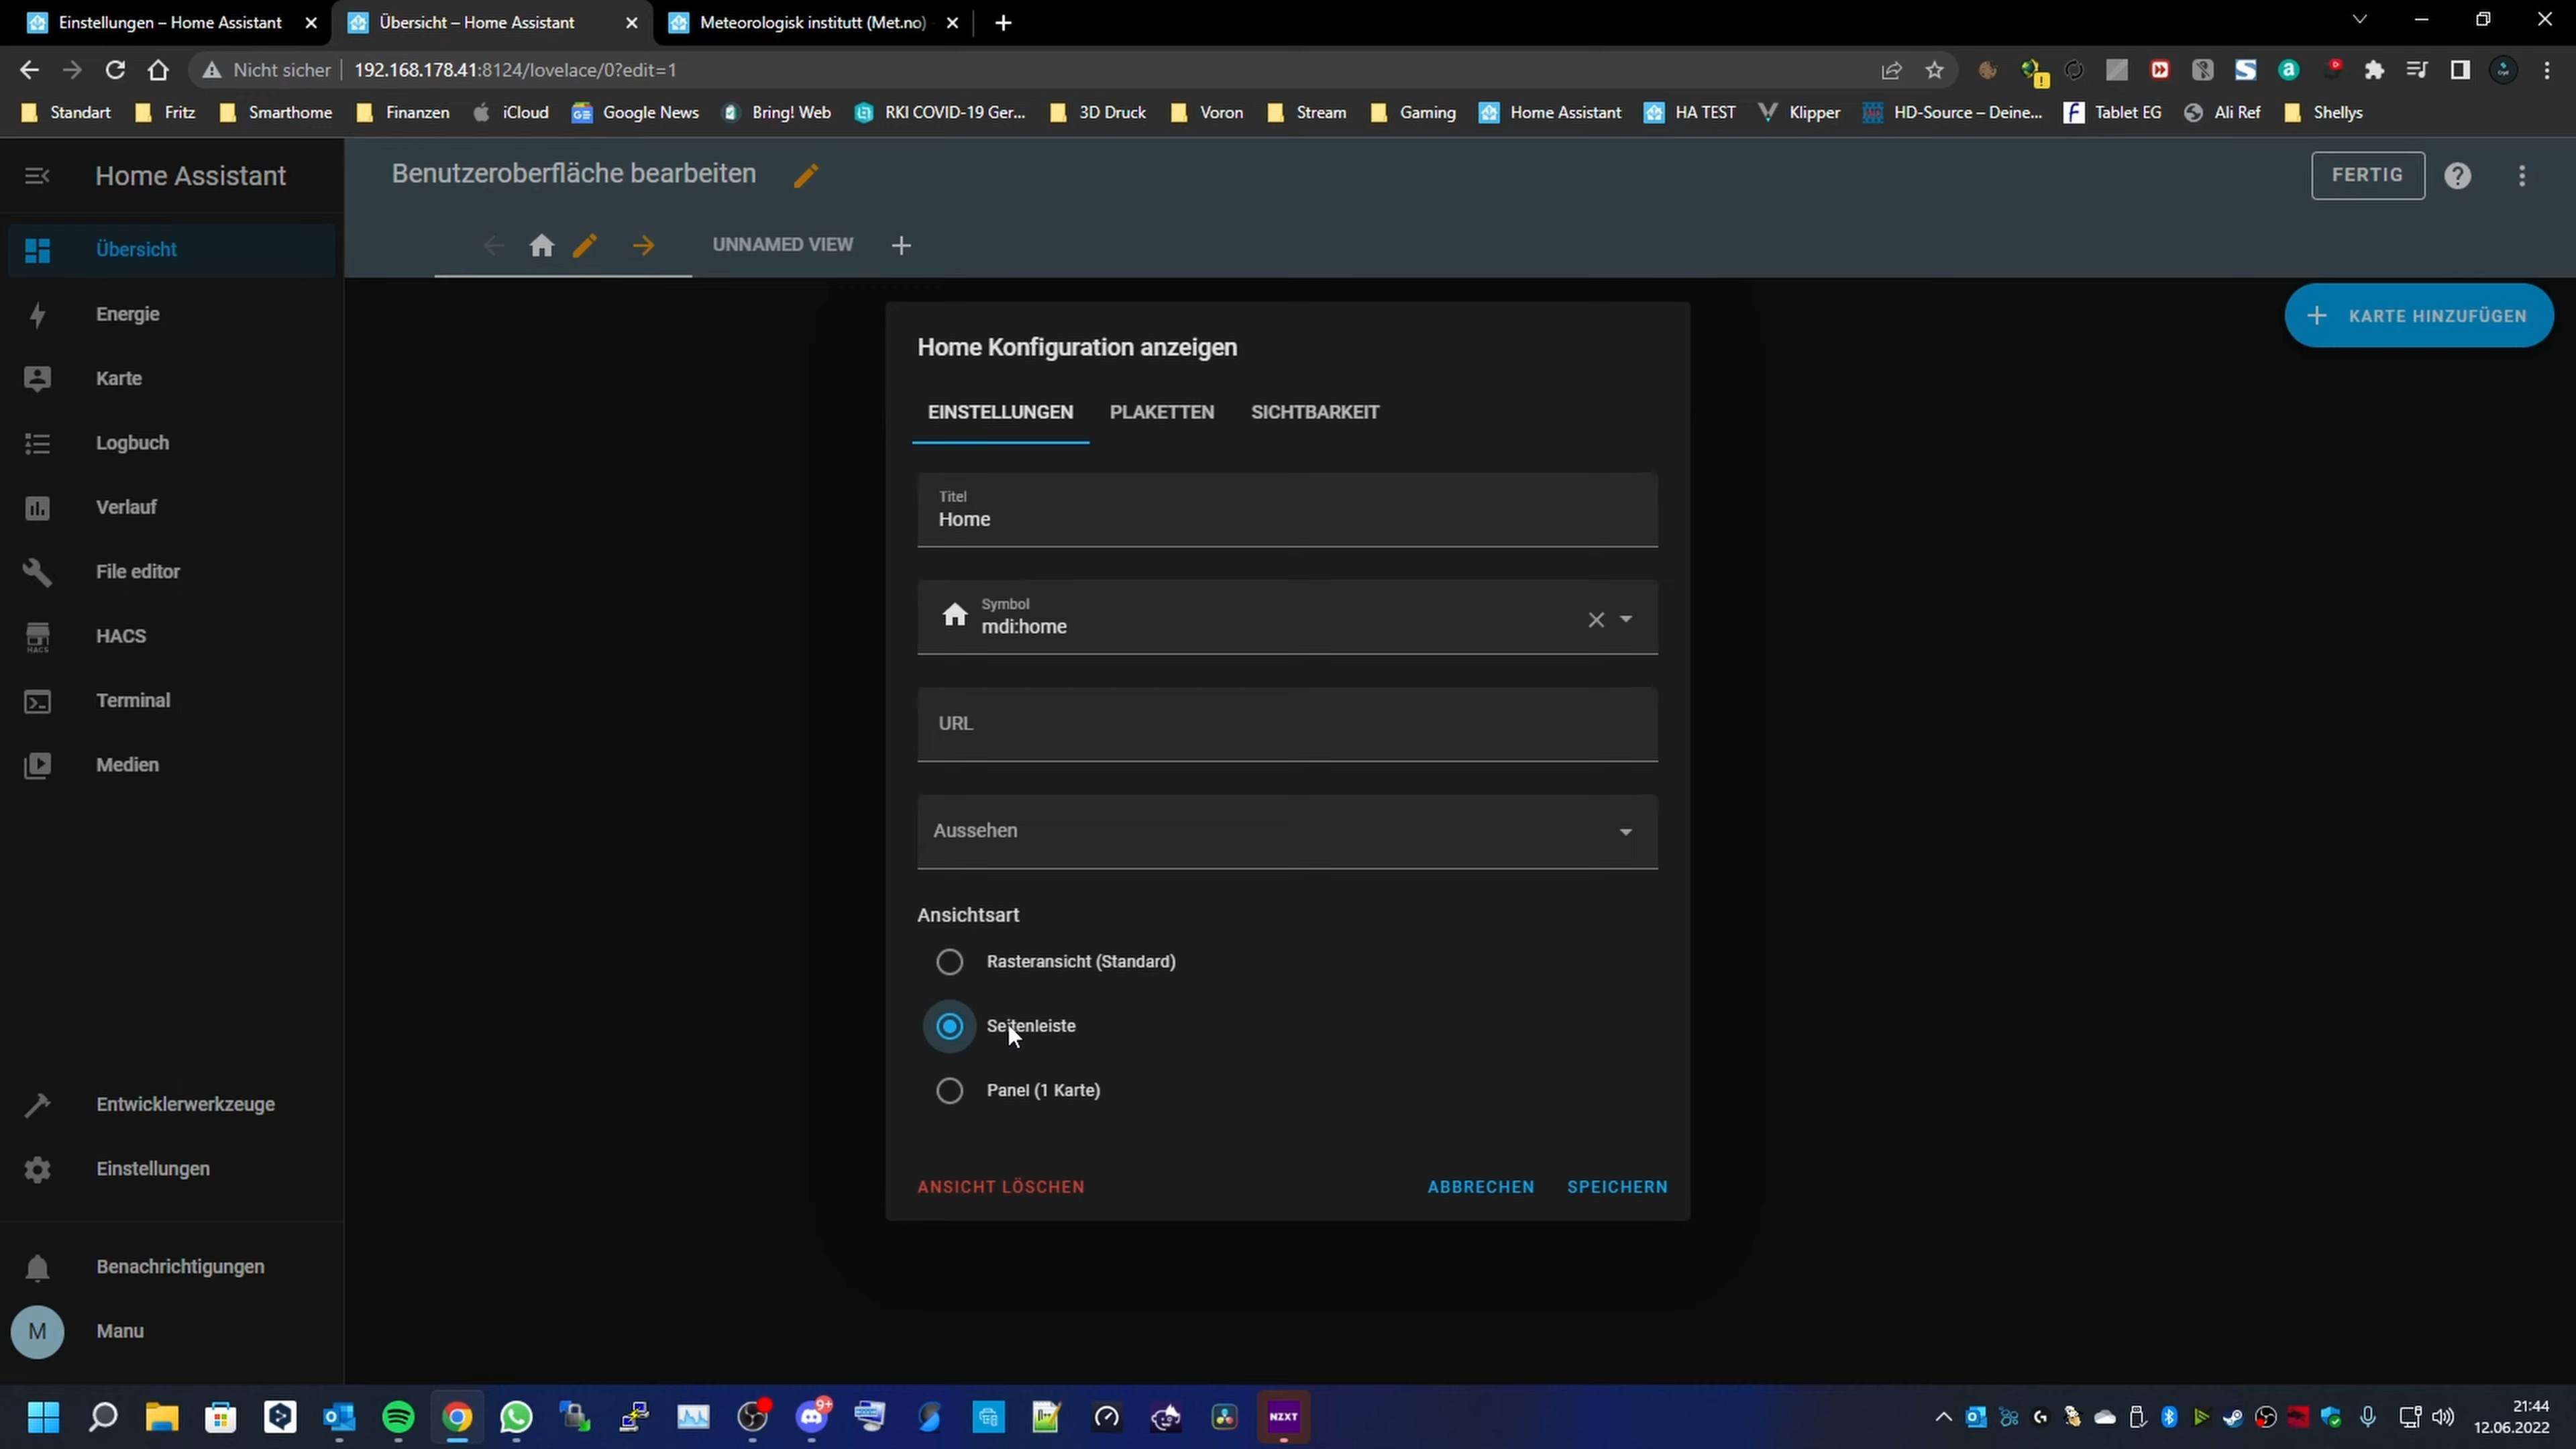 Einstellungen – Home Assistant
Übersicht – Home Assistant
Meteorologisk institutt (Met.no)
Nicht sicher
192.168.178.41:8124/lovelace/0?edit=1
Standart
Fritz
Smarthome
Finanzen
iCloud
Google News
Bring! Web
RKI COVID-19 Ger...
3D Druck
Voron
Stream
Gaming
Home Assistant
HA TEST
Klipper
HD-Source – Deine...
Tablet EG
Ali Ref
Shellys
Home Assistant
Benutzeroberfläche bearbeiten
FERTIG
UNNAMED VIEW
KARTE HINZUFÜGEN
Übersicht
Energie
Karte
Logbuch
Verlauf
File editor
HACS
HACS
Terminal
Medien
Entwicklerwerkzeuge
Einstellungen
Benachrichtigungen
M
Manu
Home Konfiguration anzeigen
EINSTELLUNGEN
PLAKETTEN
SICHTBARKEIT
Titel
Home
Symbol
mdi:home
URL
Aussehen
Ansichtsart
Rasteransicht (Standard)
Seitenleiste
Panel (1 Karte)
ANSICHT LÖSCHEN
ABBRECHEN
SPEICHERN
9+
NZXT
21:44
12.06.2022